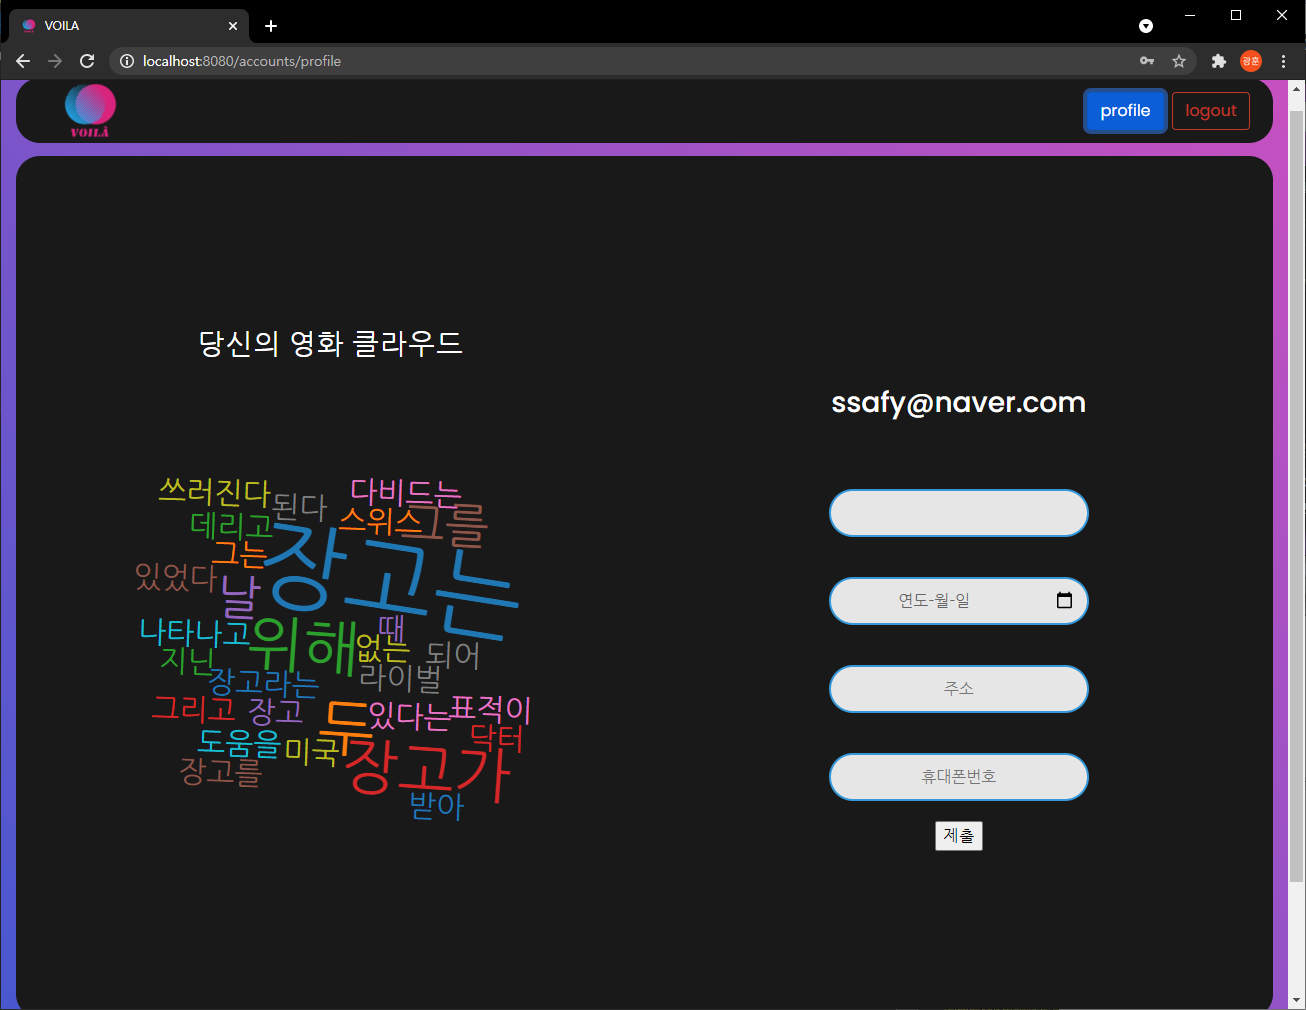 VOILA
localhost:8080/accounts/profile
광훈
VOILÀ
profile
logout
당신의 영화 클라우드
ssafy@naver.com
쓰러진다
된다
다비드는
데리고
스위스
그를
그는
장고는
있었다
날
나타나고
위해
때
없는
되어
지닌
장고라는
라이벌
그리고
장고
두
있다는
표적이
도움을
미국
닥터
장고를
장고가
받아
연도-월-일
주소
휴대폰번호
제출